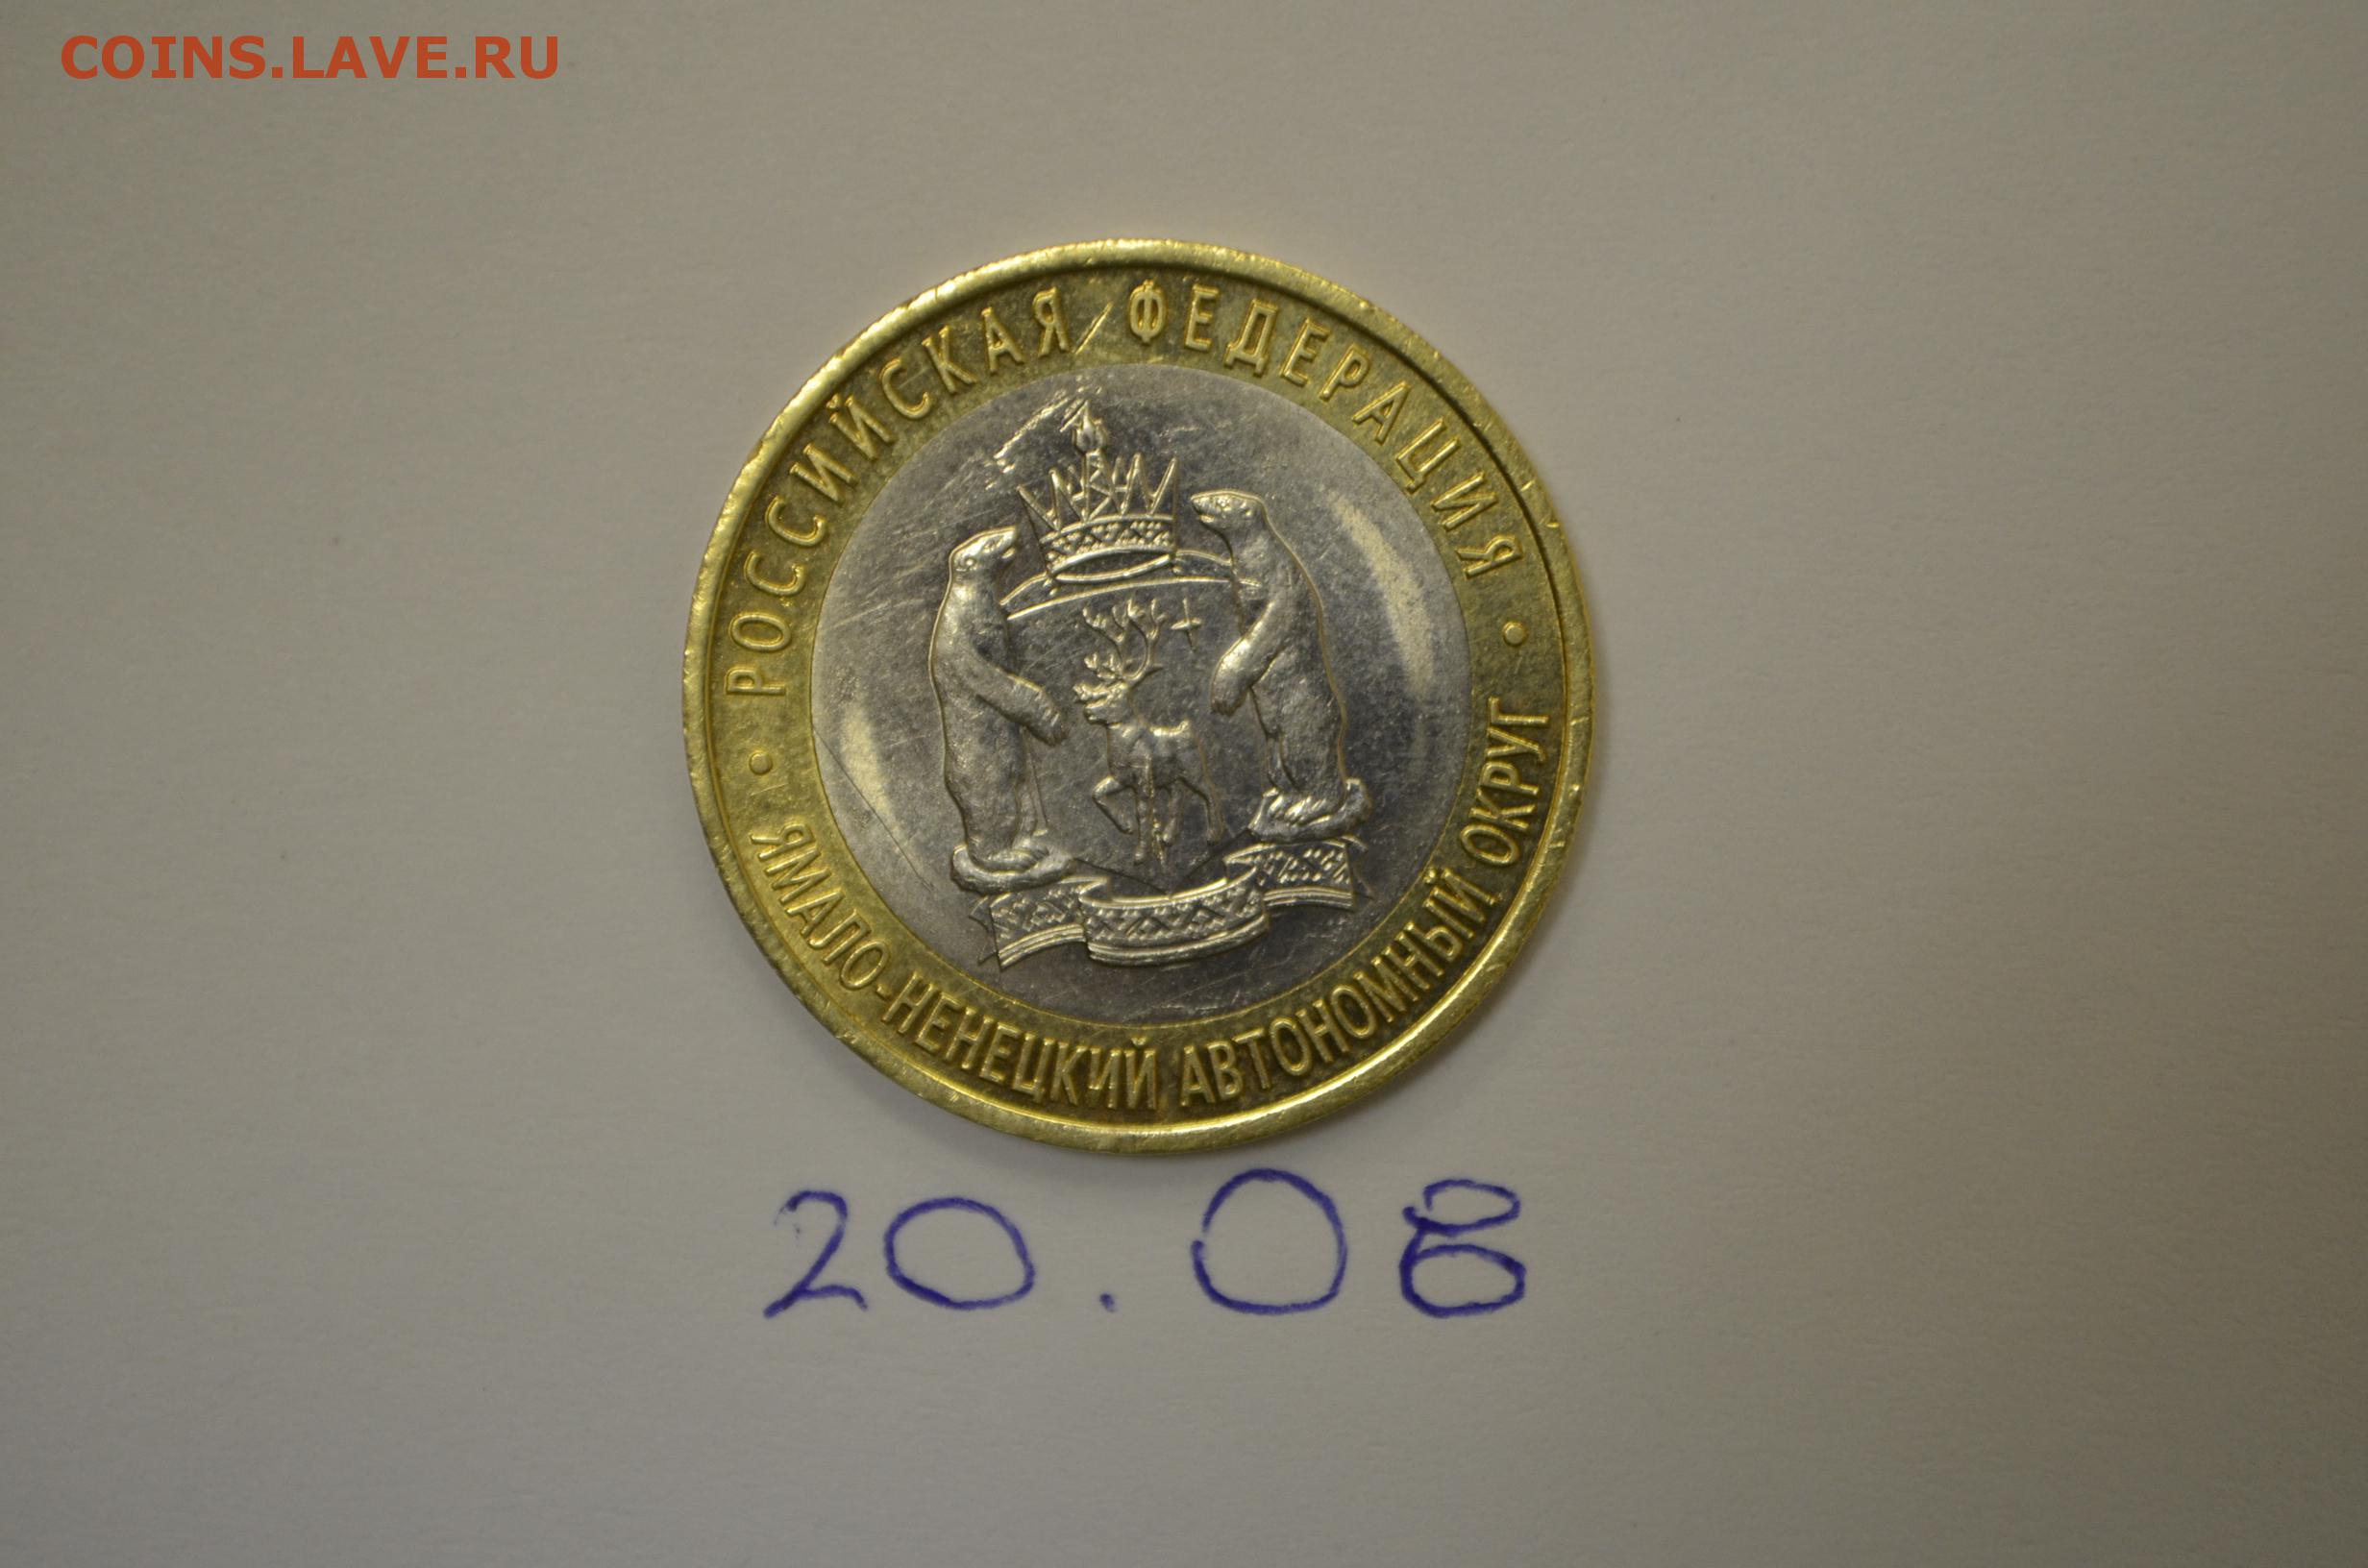 COINS.LAVE.RU
РОССИЙСКАЯ ФЕДЕРАЦИЯ
ЯМАЛО-НЕНЕЦКИЙ АВТОНОМНЫЙ ОКРУГ
20.08